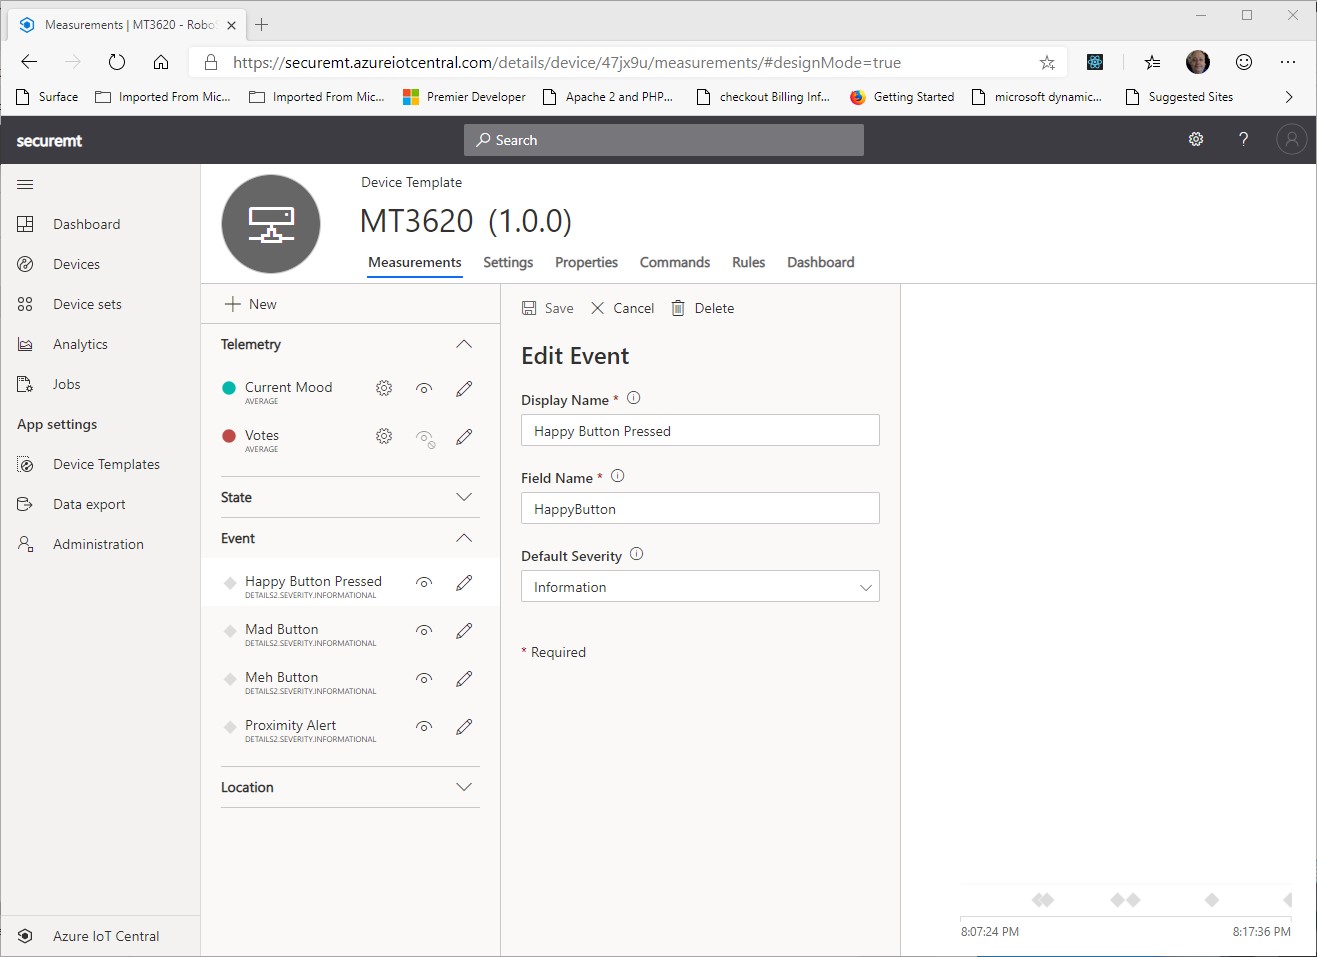 Measurements | MT3620 - Robo
https://securemt.azureiotcentral.com/details/device/47jx9u/measurements/#designMode=true
Surface
Imported From Mic...
Imported From Mic...
Premier Developer
Apache 2 and PHP...
checkout Billing Inf...
Getting Started
microsoft dynamic...
Suggested Sites
securemt
Search
?
Dashboard
Devices
Device sets
Analytics
Jobs
App settings
Device Templates
Data export
Administration
Azure IoT Central
Device Template
MT3620 (1.0.0)
Measurements
Settings
Properties
Commands
Rules
Dashboard
New
Telemetry
Current Mood
AVERAGE
Votes
AVERAGE
State
Event
Happy Button Pressed
DETAILS2.SEVERITY.INFORMATIONAL
Mad Button
DETAILS2.SEVERITY.INFORMATIONAL
Meh Button
DETAILS2.SEVERITY.INFORMATIONAL
Proximity Alert
DETAILS2.SEVERITY.INFORMATIONAL
Location
Save
Cancel
Delete
Edit Event
Display Name *
Happy Button Pressed
Field Name *
HappyButton
Default Severity
Information
* Required
8:07:24 PM
8:17:36 PM